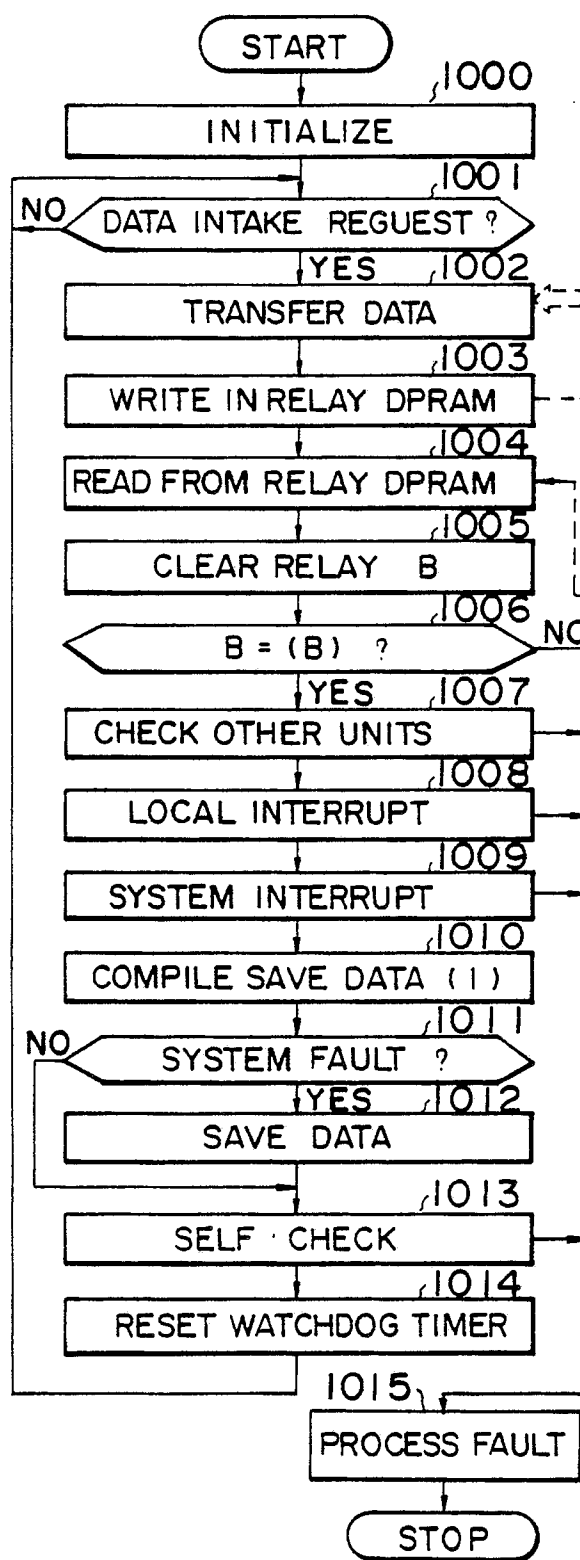 START
1000
INITIALIZE
1001
NO
DATA INTAKE REGUEST ?
YES
1002
TRANSFER DATA
1003
WRITE IN RELAY DPRAM
1004
READ FROM RELAY DPRAM
1005
CLEAR RELAY B
1006
B = (B) ?
NO
YES
1007
CHECK OTHER UNITS
1008
LOCAL INTERRUPT
1009
SYSTEM INTERRUPT
1010
COMPILE SAVE DATA (1)
1011
NO
SYSTEM FAULT ?
YES
1012
SAVE DATA
1013
SELF · CHECK
1014
RESET WATCHDOG TIMER
1015
PROCESS FAULT
STOP